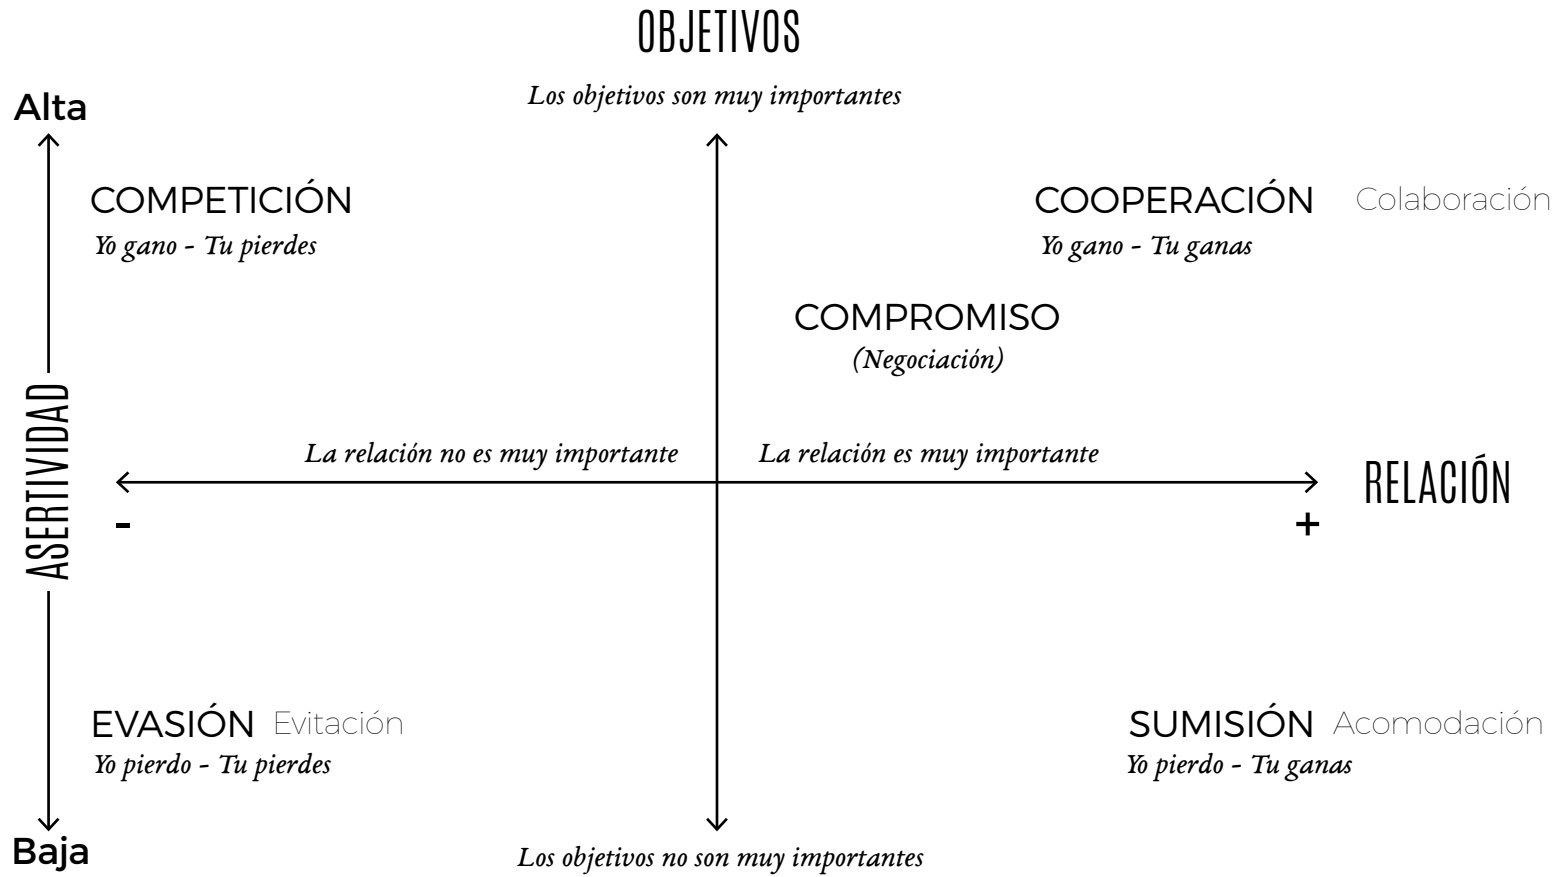 OBJETIVOS
Los objetivos son muy importantes
Alta
COMPETICIÓN
Yo gano - Tu pierdes
COOPERACIÓN Colaboración
Yo gano - Tu ganas
COMPROMISO
(Negociación)
ASERTIVIDAD
La relación no es muy importante
La relación es muy importante
RELACIÓN
-
+
EVASIÓN Evitación
Yo pierdo - Tu pierdes
SUMISIÓN Acomodación
Yo pierdo - Tu ganas
Baja
Los objetivos no son muy importantes